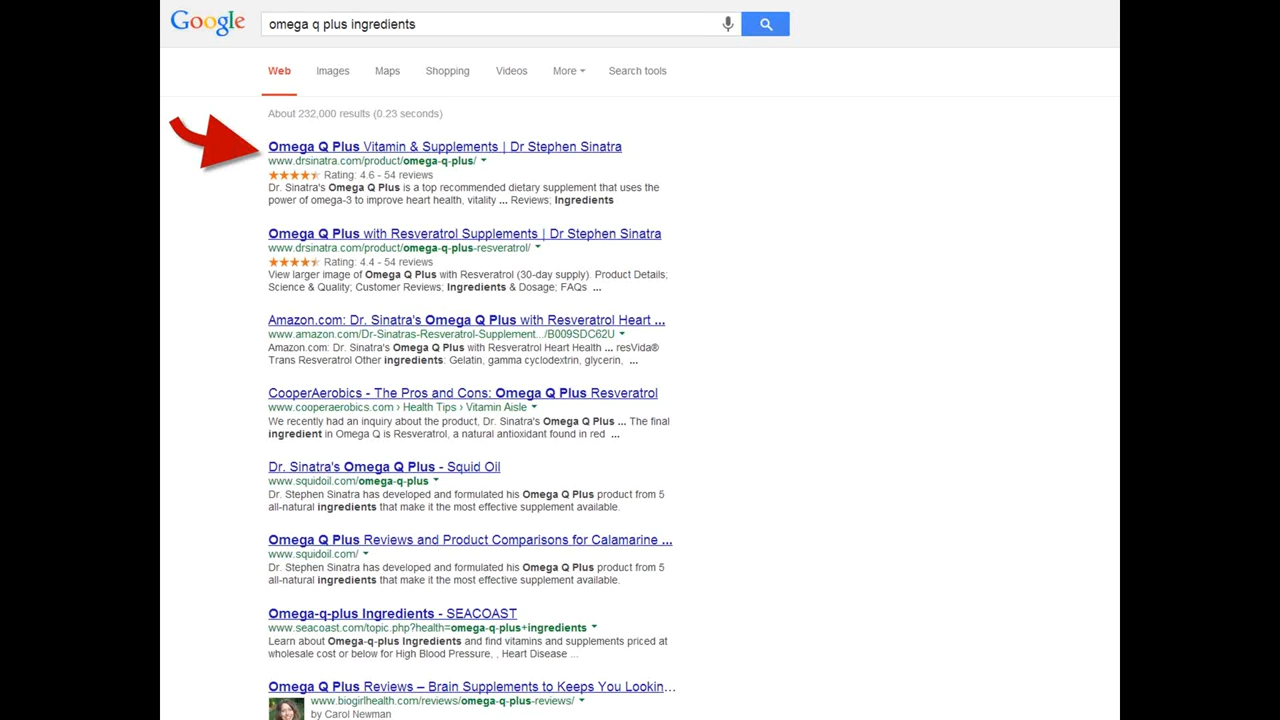 Google
omega q plus ingredients
Web Images Maps Shopping Videos More Search tools
About 232,000 results (0.23 seconds)
Omega Q Plus Vitamin & Supplements | Dr Stephen Sinatra
www.drsinatra.com/product/omega-q-plus/
Rating: 4.6 - 54 reviews
Dr. Sinatra's Omega Q Plus is a top recommended dietary supplement that uses the
power of omega-3 to improve heart health, vitality ... Reviews; Ingredients
Omega Q Plus with Resveratrol Supplements | Dr Stephen Sinatra
www.drsinatra.com/product/omega-q-plus-resveratrol/
Rating: 4.4 - 54 reviews
View larger image of Omega Q Plus with Resveratrol (30-day supply). Product Details;
Science & Quality; Customer Reviews; Ingredients & Dosage; FAQs ...
Amazon.com: Dr. Sinatra's Omega Q Plus with Resveratrol Heart ...
www.amazon.com/Dr-Sinatras-Resveratrol-Supplement.../B009SDC62U
Amazon.com: Dr. Sinatra's Omega Q Plus with Resveratrol Heart Health ... resVida®
Trans Resveratrol Other ingredients: Gelatin, gamma cyclodextrin, glycerin, ...
CooperAerobics - The Pros and Cons: Omega Q Plus Resveratrol
www.cooperaerobics.com › Health Tips › Vitamin Aisle
We recently had an inquiry about the product, Dr. Sinatra's Omega Q Plus ... The final
ingredient in Omega Q is Resveratrol, a natural antioxidant found in red ...
Dr. Sinatra's Omega Q Plus - Squid Oil
www.squidoil.com/omega-q-plus
Dr. Stephen Sinatra has developed and formulated his Omega Q Plus product from 5
all-natural ingredients that make it the most effective supplement available.
Omega Q Plus Reviews and Product Comparisons for Calamarine ...
www.squidoil.com/
Dr. Stephen Sinatra has developed and formulated his Omega Q Plus product from 5
all-natural ingredients that make it the most effective supplement available.
Omega-q-plus Ingredients - SEACOAST
www.seacoast.com/topic.php?health=omega-q-plus+ingredients
Learn about Omega-q-plus Ingredients and find vitamins and supplements priced at
wholesale cost or below for High Blood Pressure, , Heart Disease ...
Omega Q Plus Reviews – Brain Supplements to Keeps You Lookin...
www.biogirlhealth.com/reviews/omega-q-plus-reviews/
by Carol Newman